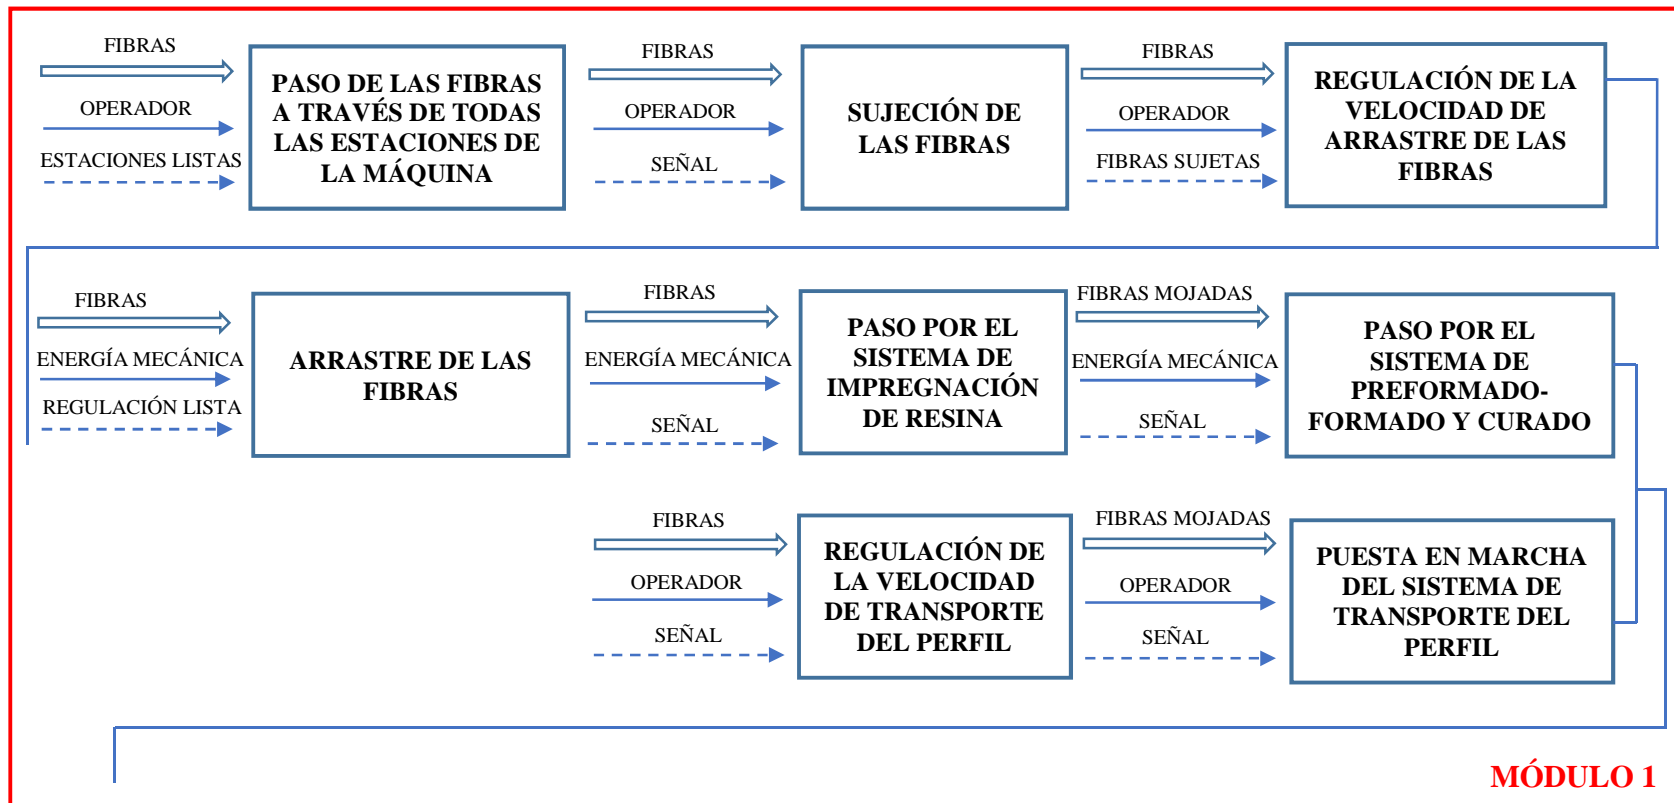 FIBRAS
OPERADOR
ESTACIONES LISTAS
PASO DE LAS FIBRAS
A TRAVÉS DE TODAS
LAS ESTACIONES DE
LA MÁQUINA
FIBRAS
OPERADOR
SEÑAL
SUJECIÓN DE
LAS FIBRAS
FIBRAS
OPERADOR
FIBRAS SUJETAS
REGULACIÓN DE LA
VELOCIDAD DE
ARRASTRE DE LAS
FIBRAS
FIBRAS
ENERGÍA MECÁNICA
REGULACIÓN LISTA
ARRASTRE DE LAS
FIBRAS
FIBRAS
ENERGÍA MECÁNICA
SEÑAL
PASO POR EL
SISTEMA DE
IMPREGNACIÓN
DE RESINA
FIBRAS MOJADAS
ENERGÍA MECÁNICA
SEÑAL
PASO POR EL
SISTEMA DE
PREFORMADO-
FORMADO Y CURADO
FIBRAS
OPERADOR
SEÑAL
REGULACIÓN DE
LA VELOCIDAD
DE TRANSPORTE
DEL PERFIL
FIBRAS MOJADAS
OPERADOR
SEÑAL
PUESTA EN MARCHA
DEL SISTEMA DE
TRANSPORTE DEL
PERFIL
MÓDULO 1